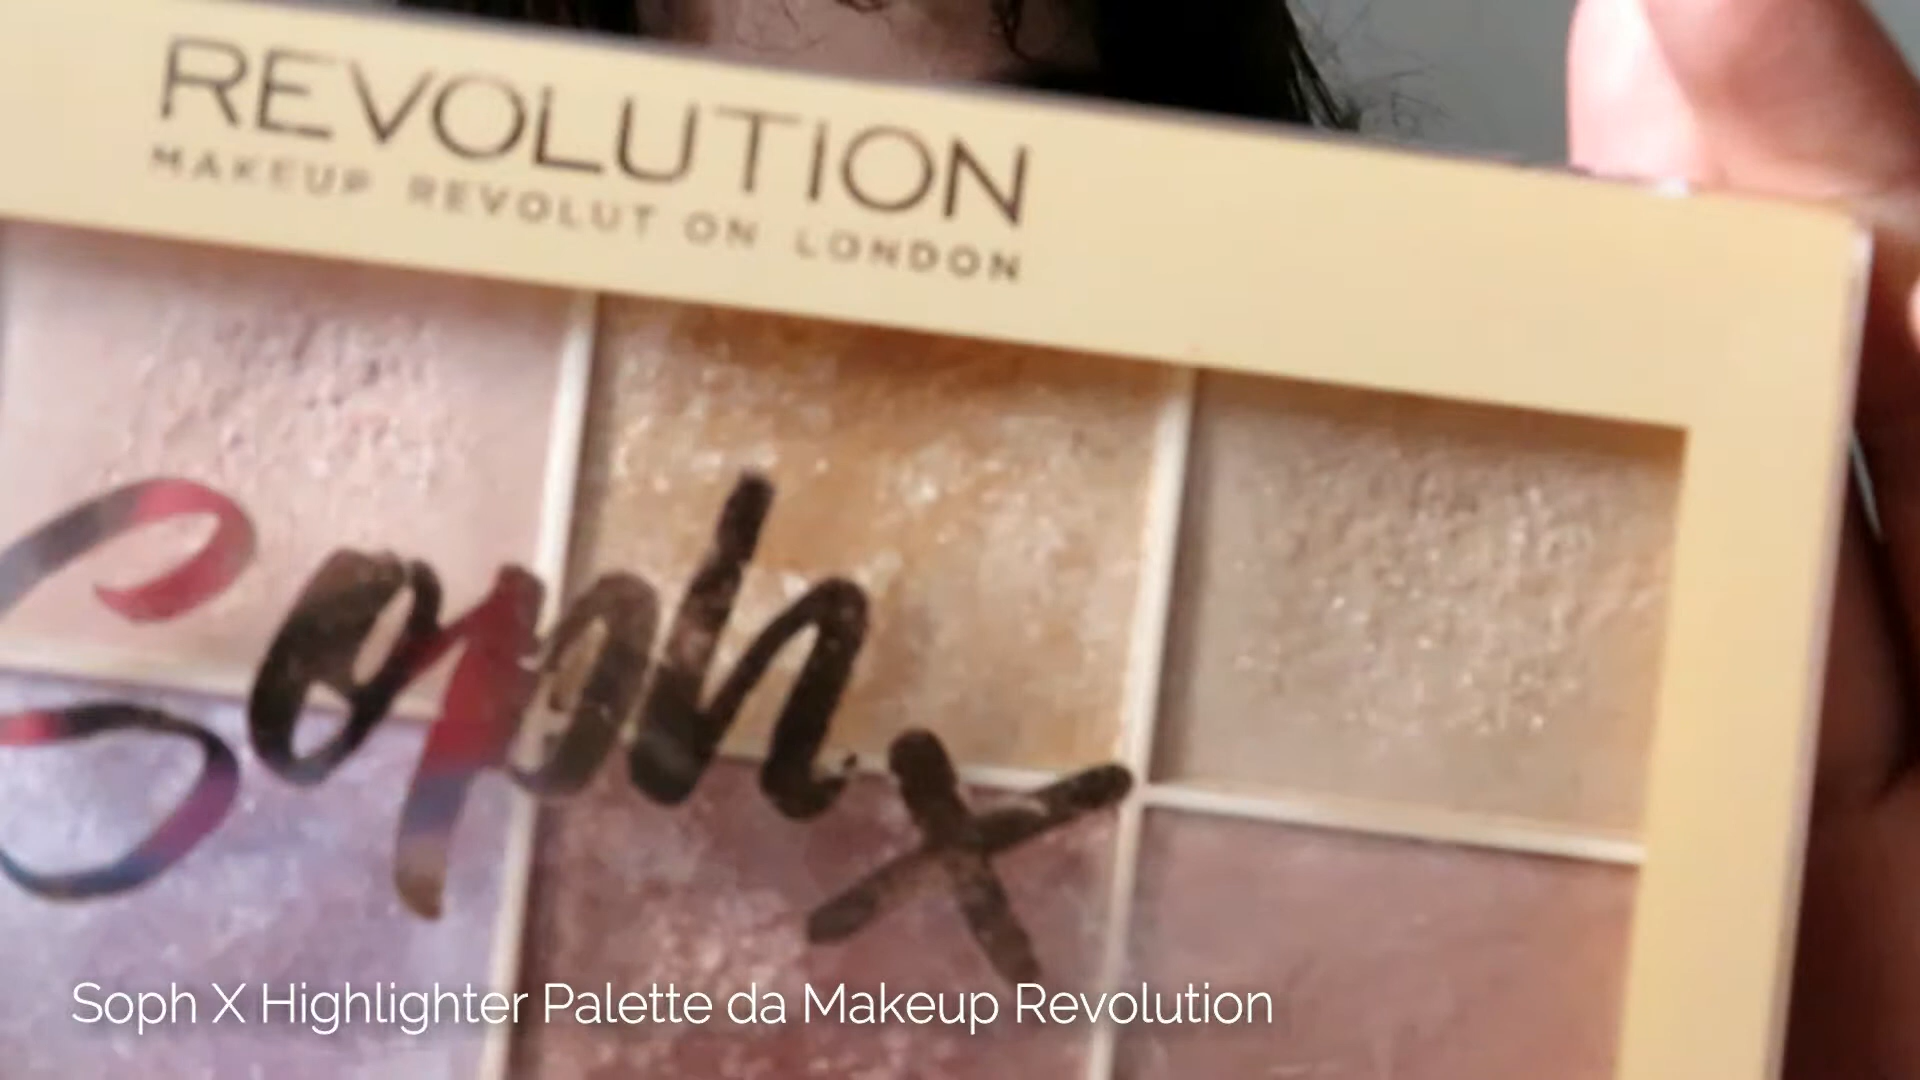 REVOLUTION
MAKEUP REVOLUT ON LONDON
Soph x
Soph X Highlighter Palette da Makeup Revolution